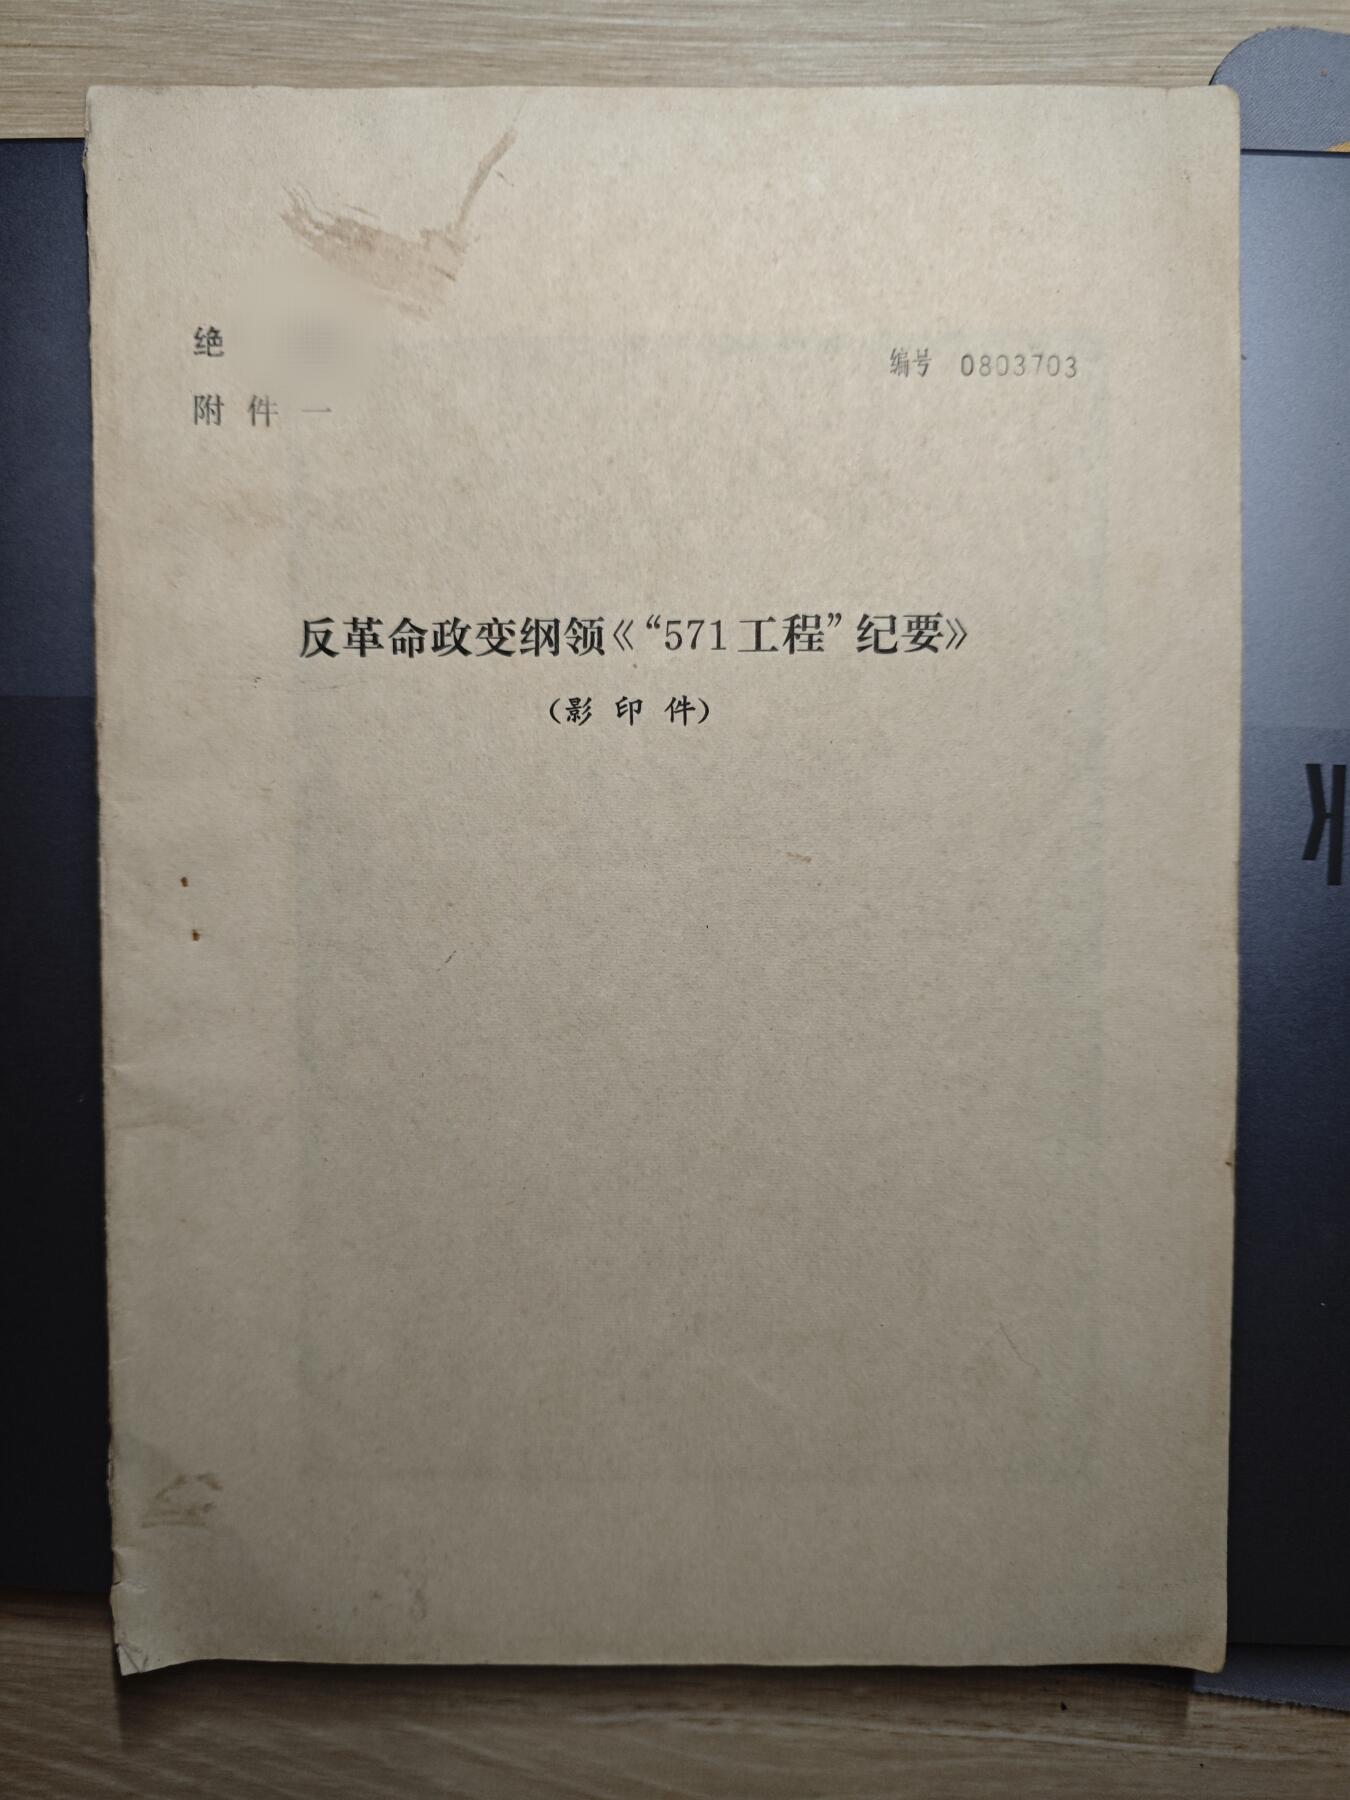 绝
编号 0803703
附件一
反革命政变纲领《“571工程”纪要》
（影印件）